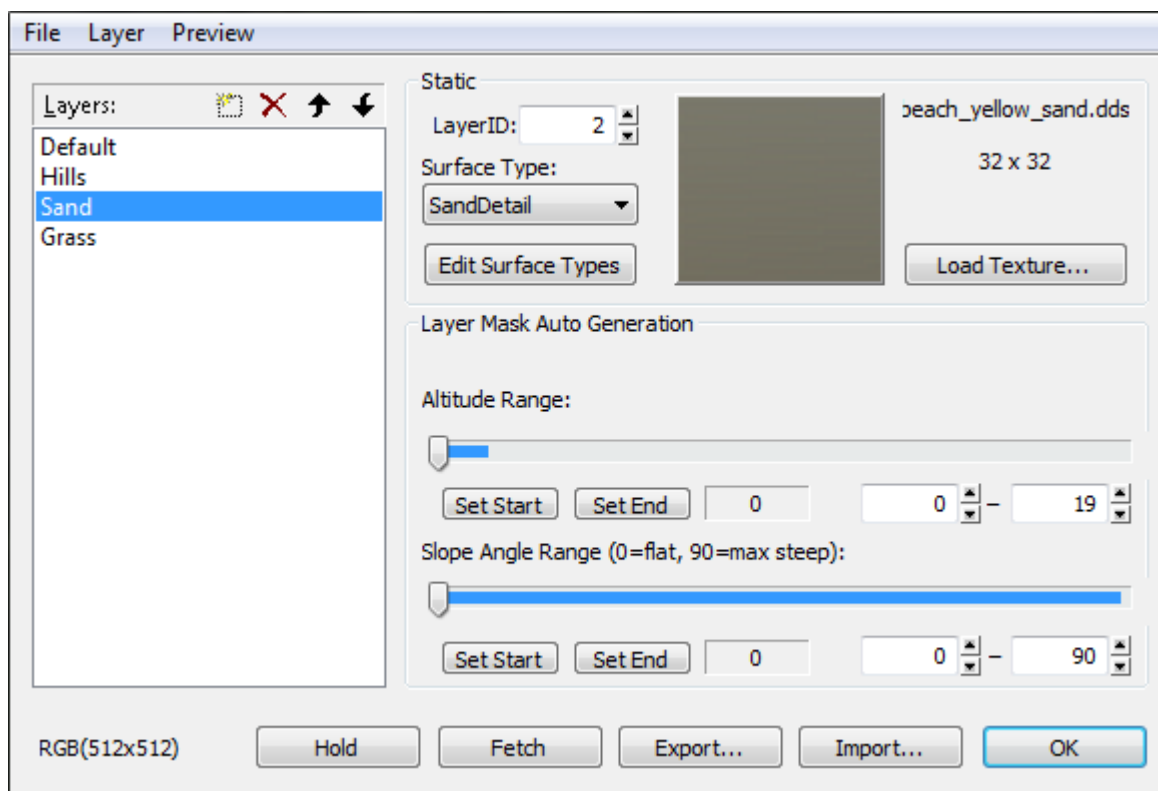 File Layer Preview
Layers:
Default
Hills
Sand
Grass
Static
LayerID: 2
Surface Type:
SandDetail
Edit Surface Types
beach_yellow_sand.dds
32 x 32
Load Texture...
Layer Mask Auto Generation
Altitude Range:
Set Start Set End 0 0 – 19
Slope Angle Range (0=flat, 90=max steep):
Set Start Set End 0 0 – 90
RGB(512x512) Hold Fetch Export... Import... OK